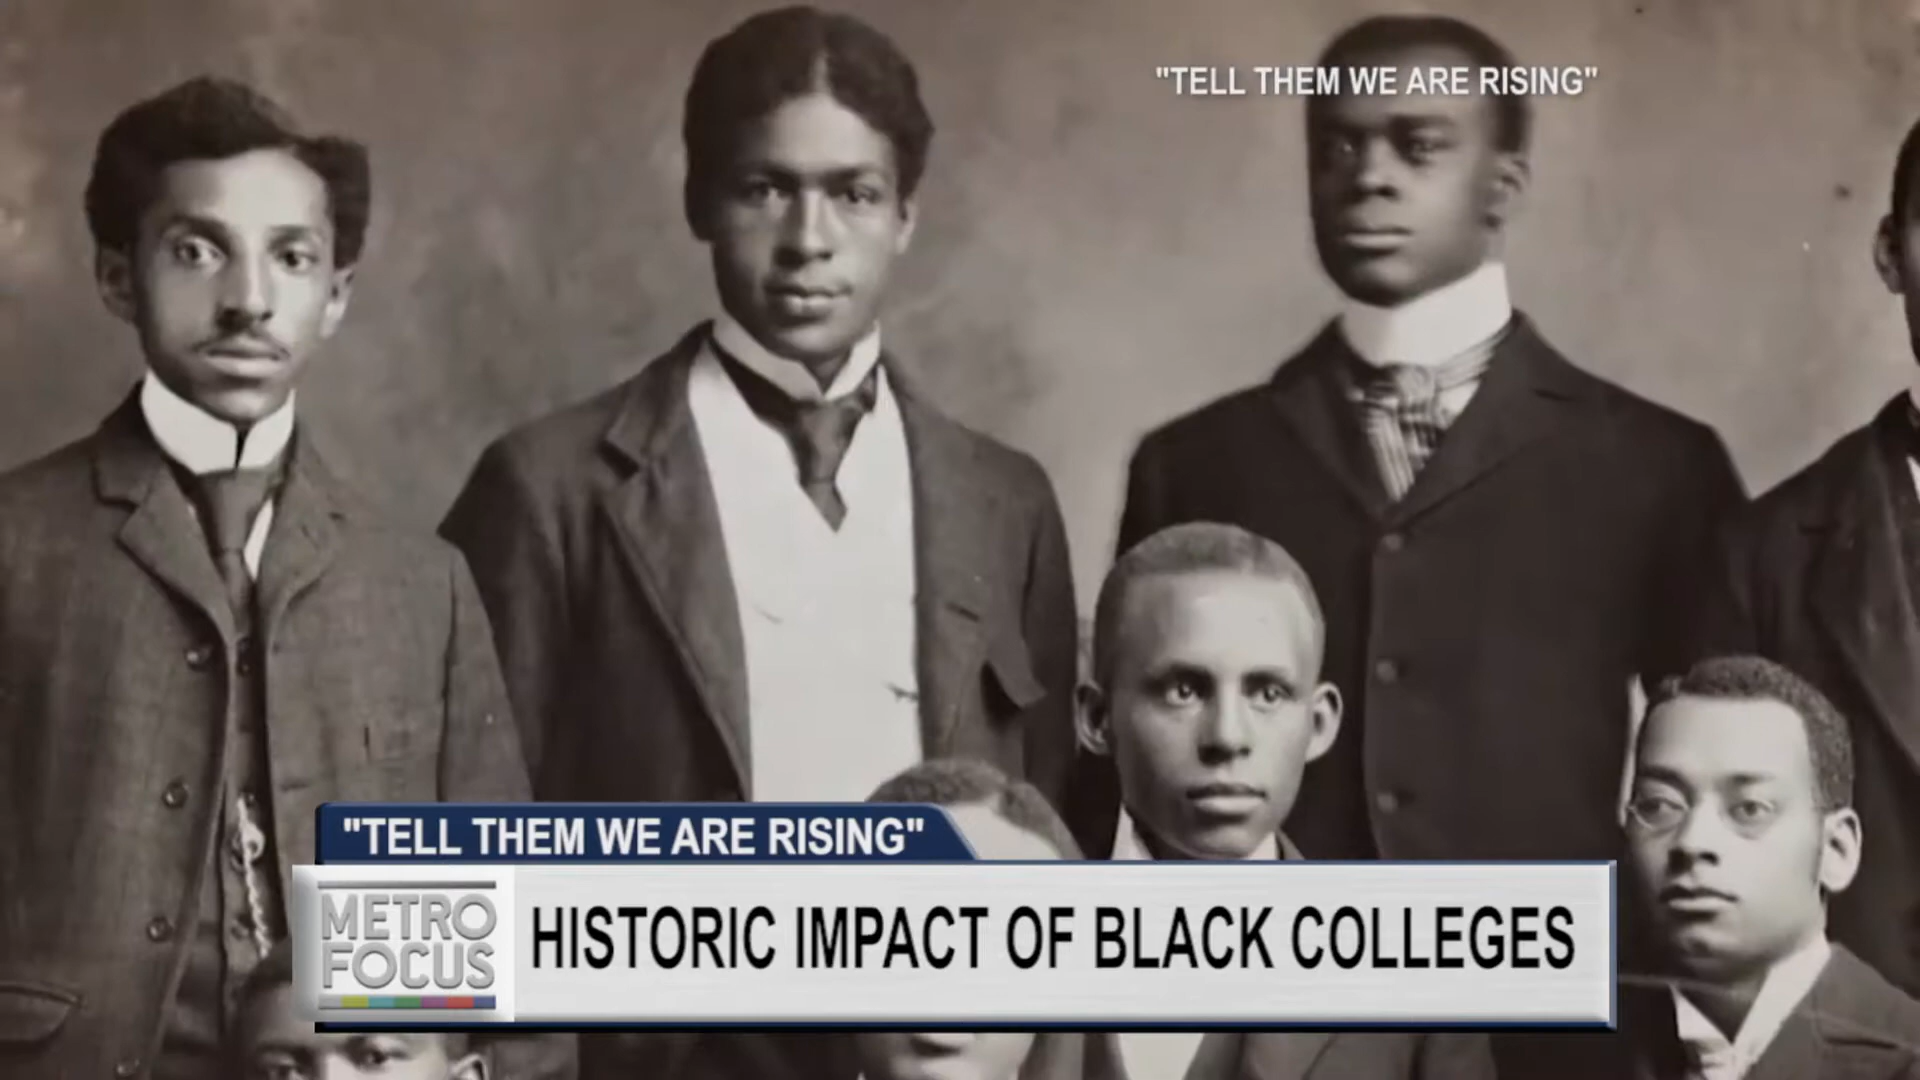 "TELL THEM WE ARE RISING"
"TELL THEM WE ARE RISING"
METRO
FOCUS
HISTORIC IMPACT OF BLACK COLLEGES